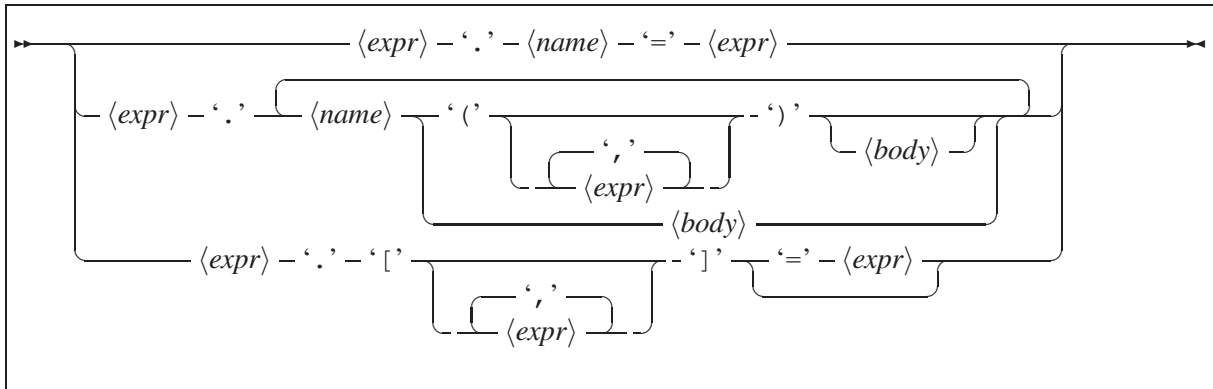 ⟨expr⟩ ‘.’ ⟨name⟩ ‘=’ ⟨expr⟩
⟨expr⟩ ‘.’ ⟨name⟩ ‘(’ ‘)’
⟨body⟩
‘,’
⟨expr⟩
⟨body⟩
⟨expr⟩ ‘.’ ‘[’ ‘]’ ‘=’ ⟨expr⟩
‘,’
⟨expr⟩